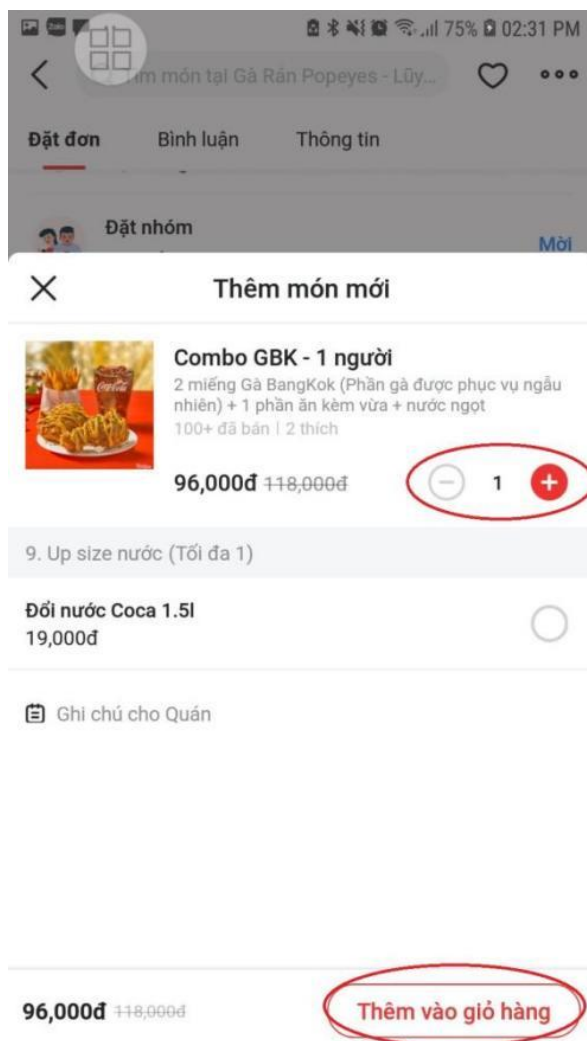 75% 02:31 PM
Tìm món tại Gà Rán Popeyes - Lũy...
Đặt đơn Bình luận Thông tin
Đặt nhóm
Mời
Thêm món mới
Combo GBK - 1 người
2 miếng Gà BangKok (Phần gà được phục vụ ngẫu
nhiên) + 1 phần ăn kèm vừa + nước ngọt
100+ đã bán | 2 thích
96,000đ 118,000đ
1
9. Up size nước (Tối đa 1)
Đổi nước Coca 1.5l
19,000đ
Ghi chú cho Quán
96,000đ 118,000đ
Thêm vào giỏ hàng